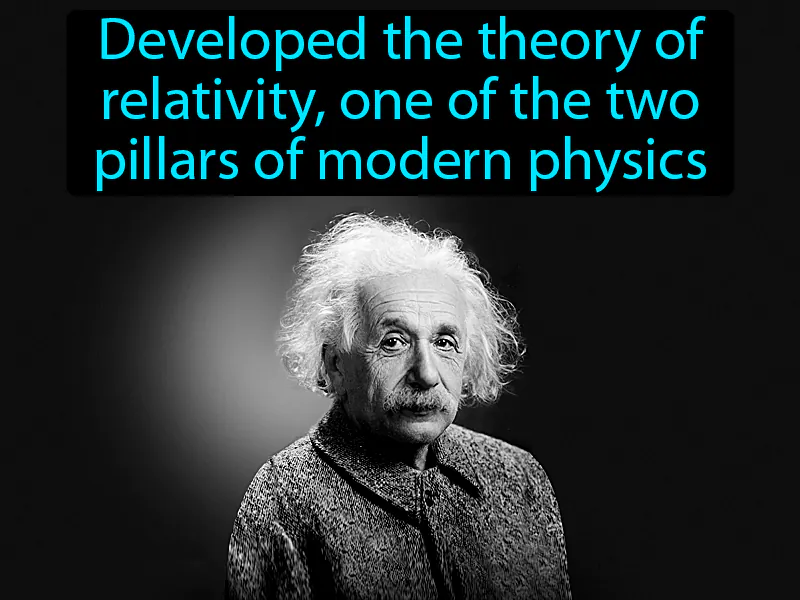 Developed the theory of
relativity, one of the two
pillars of modern physics